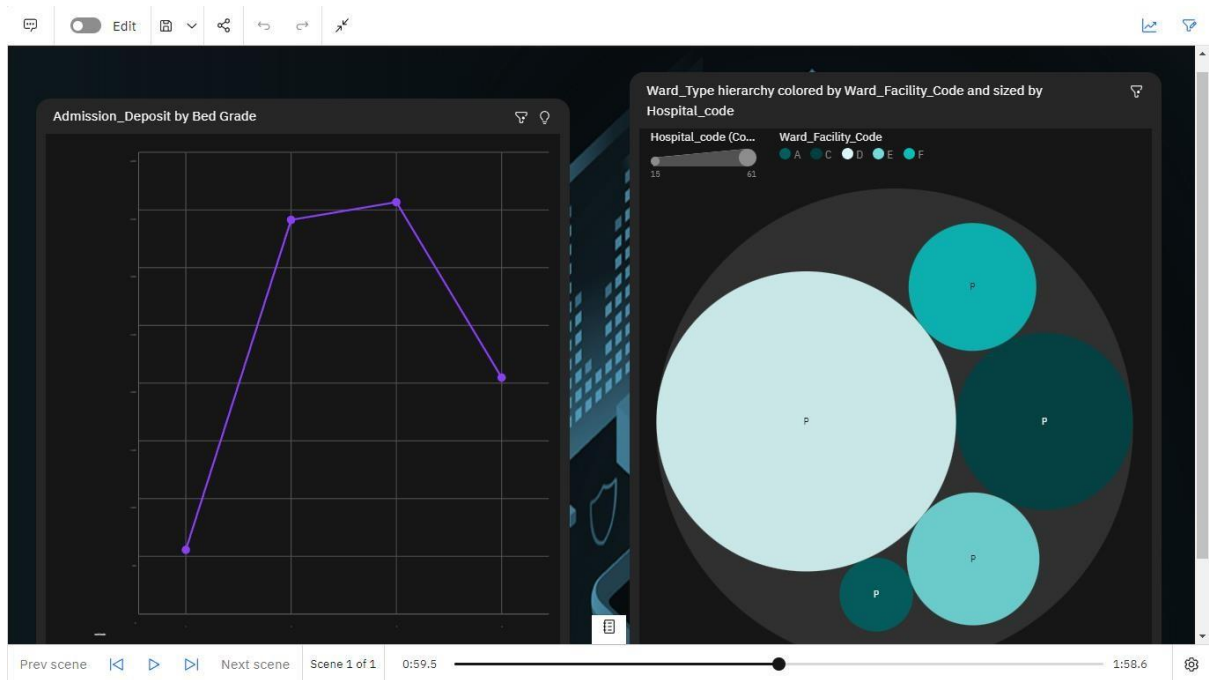 Edit
Admission_Deposit by Bed Grade
Ward_Type hierarchy colored by Ward_Facility_Code and sized by
Hospital_code
Hospital_code (Co...
Ward_Facility_Code
A C D E F
15 61
P
P
P
P
P
Prev scene
Next scene
Scene 1 of 1
0:59.5
1:58.6